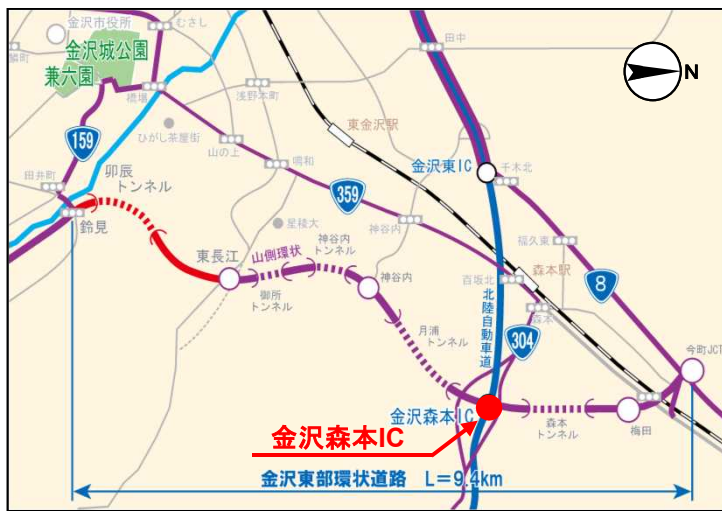 金沢市役所
むさし
田中
金沢城公園
兼六園
N
橋場
浅野本町
東金沢駅
159
ひがし茶屋街
山の上
鳴和
金沢東IC
千木北
卯辰
トンネル
田井町
359
鈴見
星稜大
神谷内
福久東
東長江
山側環状
神谷内
トンネル
神谷内
百坂北
森本駅
8
御所
トンネル
北陸自動車道
森本
月浦
トンネル
304
今町JCT
金沢森本IC
金沢森本IC
森本
トンネル
梅田
金沢東部環状道路 L=9.4km